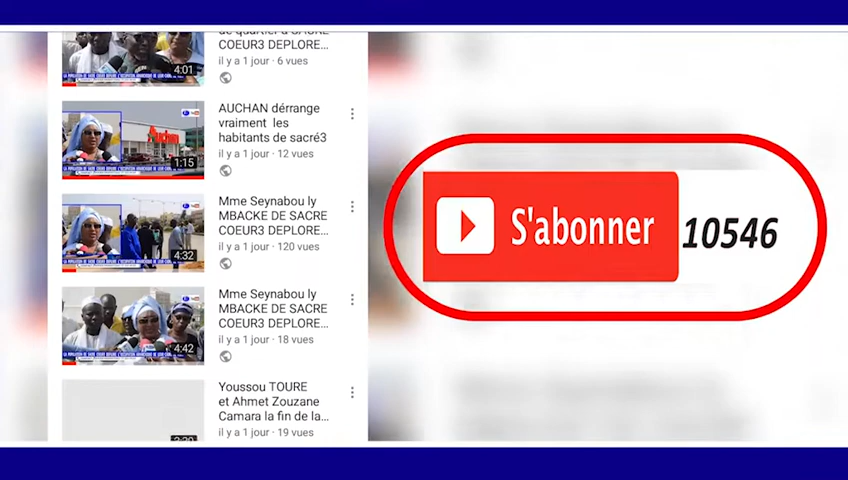 de quartier à SACRE
COEUR3 DEPLORE...
il y a 1 jour · 6 vues
4:01
AUCHAN dérrange
vraiment les
habitants de sacré3
il y a 1 jour · 12 vues
Auchan
1:15
Mme Seynabou ly
MBACKE DE SACRE
COEUR3 DEPLORE...
il y a 1 jour · 120 vues
4:32
Mme Seynabou ly
MBACKE DE SACRE
COEUR3 DEPLORE...
il y a 1 jour · 18 vues
4:42
Youssou TOURE
et Ahmet Zouzane
Camara la fin de la...
il y a 1 jour · 19 vues
S'abonner
10546